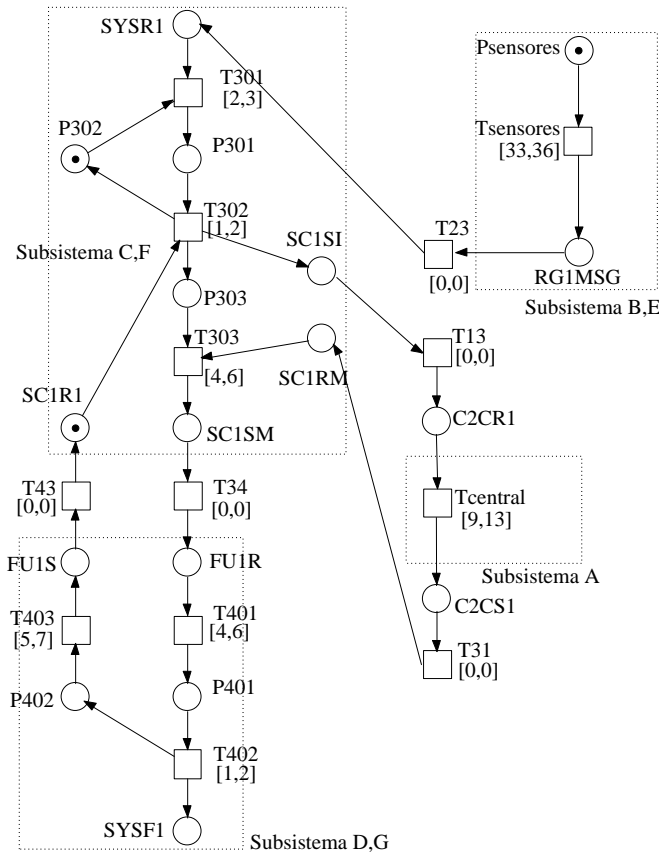 SYSR1
T301
[2,3]
P302
P301
T302
[1,2]
Subsistema C,F
SC1SI
P303
T303
[4,6]
SC1RM
SC1R1
SC1SM
Psensores
Tsensores
[33,36]
T23
[0,0]
RG1MSG
Subsistema B,E
T13
[0,0]
C2CR1
Tcentral
[9,13]
Subsistema A
C2CS1
T31
[0,0]
T43
[0,0]
T34
[0,0]
FU1S
FU1R
T403
[5,7]
T401
[4,6]
P402
P401
T402
[1,2]
SYSF1
Subsistema D,G